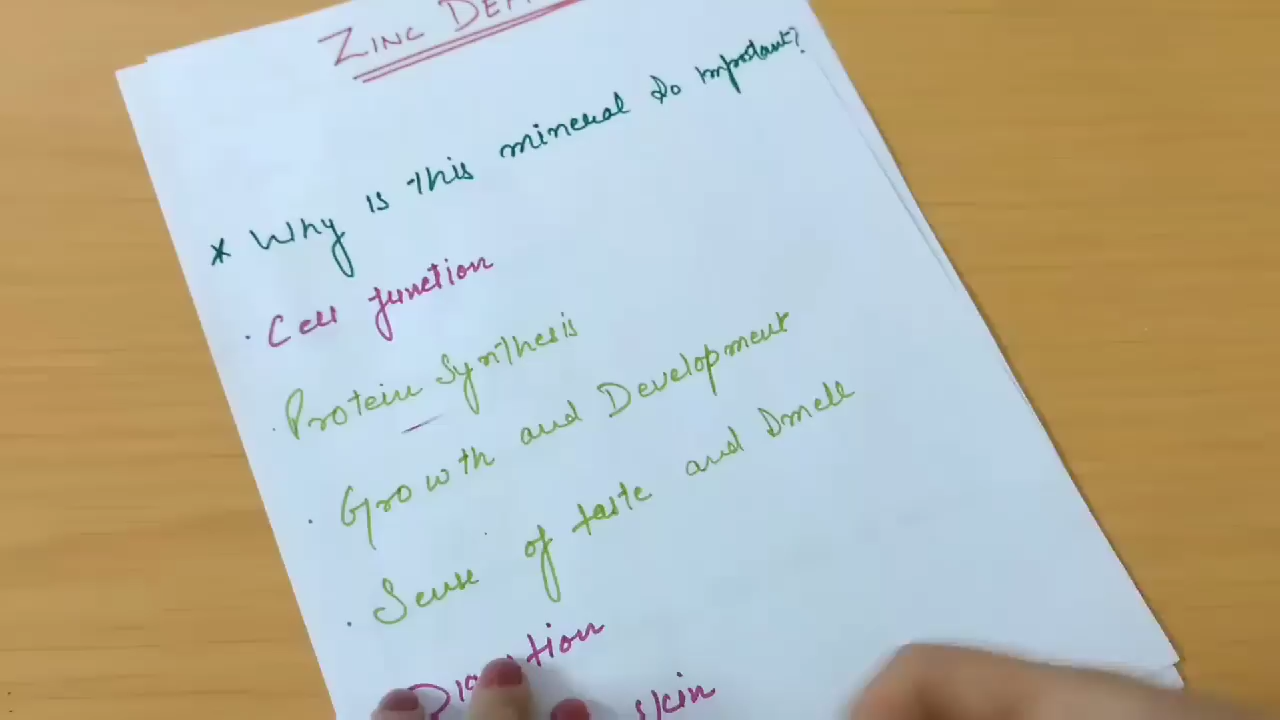 ZINC
* Why is this mineral so important?
· Cell function
· Protein Synthesis
· Growth and Development
· Sense of taste and smell
skin